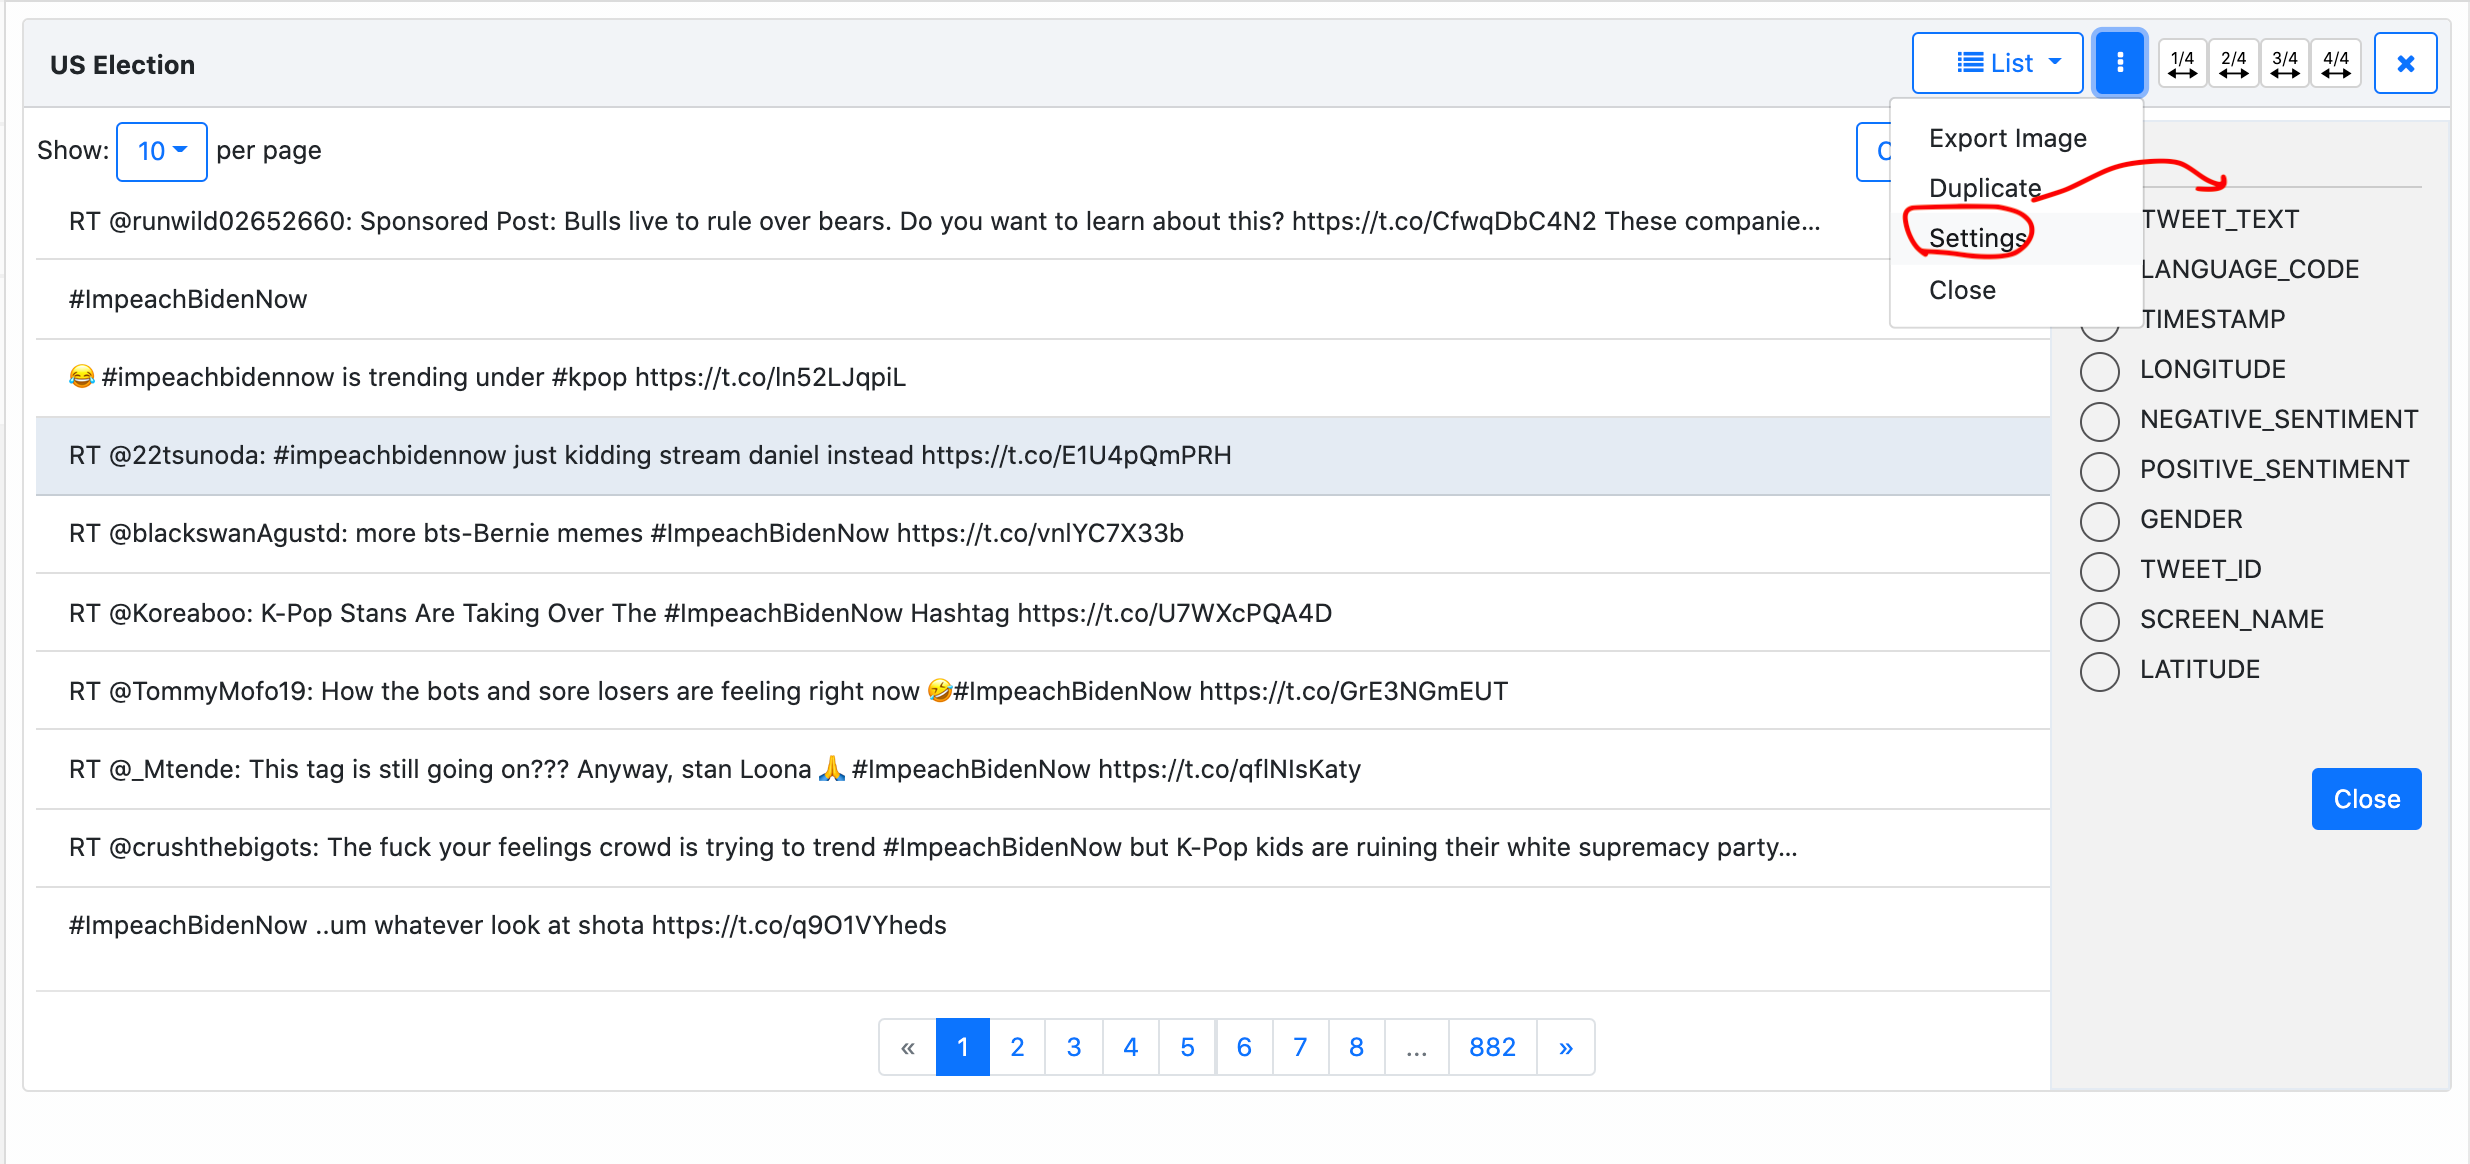 US Election
List
1/4 2/4 3/4 4/4
Show: 10 per page
Export Image
Duplicate
Settings
Close
RT @runwild02652660: Sponsored Post: Bulls live to rule over bears. Do you want to learn about this? https://t.co/CfwqDbC4N2 These companie...
#ImpeachBidenNow
😂 #impeachbidennow is trending under #kpop https://t.co/ln52LJqpiL
RT @22tsunoda: #impeachbidennow just kidding stream daniel instead https://t.co/E1U4pQmPRH
RT @blackswanAgustd: more bts-Bernie memes #ImpeachBidenNow https://t.co/vnlYC7X33b
RT @Koreaboo: K-Pop Stans Are Taking Over The #ImpeachBidenNow Hashtag https://t.co/U7WXcPQA4D
RT @TommyMofo19: How the bots and sore losers are feeling right now 🤣#ImpeachBidenNow https://t.co/GrE3NGmEUT
RT @_Mtende: This tag is still going on??? Anyway, stan Loona 🙏 #ImpeachBidenNow https://t.co/qflNIsKaty
RT @crushthebigots: The fuck your feelings crowd is trying to trend #ImpeachBidenNow but K-Pop kids are ruining their white supremacy party...
#ImpeachBidenNow ..um whatever look at shota https://t.co/q9O1VYheds
TWEET_TEXT
LANGUAGE_CODE
TIMESTAMP
LONGITUDE
NEGATIVE_SENTIMENT
POSITIVE_SENTIMENT
GENDER
TWEET_ID
SCREEN_NAME
LATITUDE
Close
« 1 2 3 4 5 6 7 8 ... 882 »